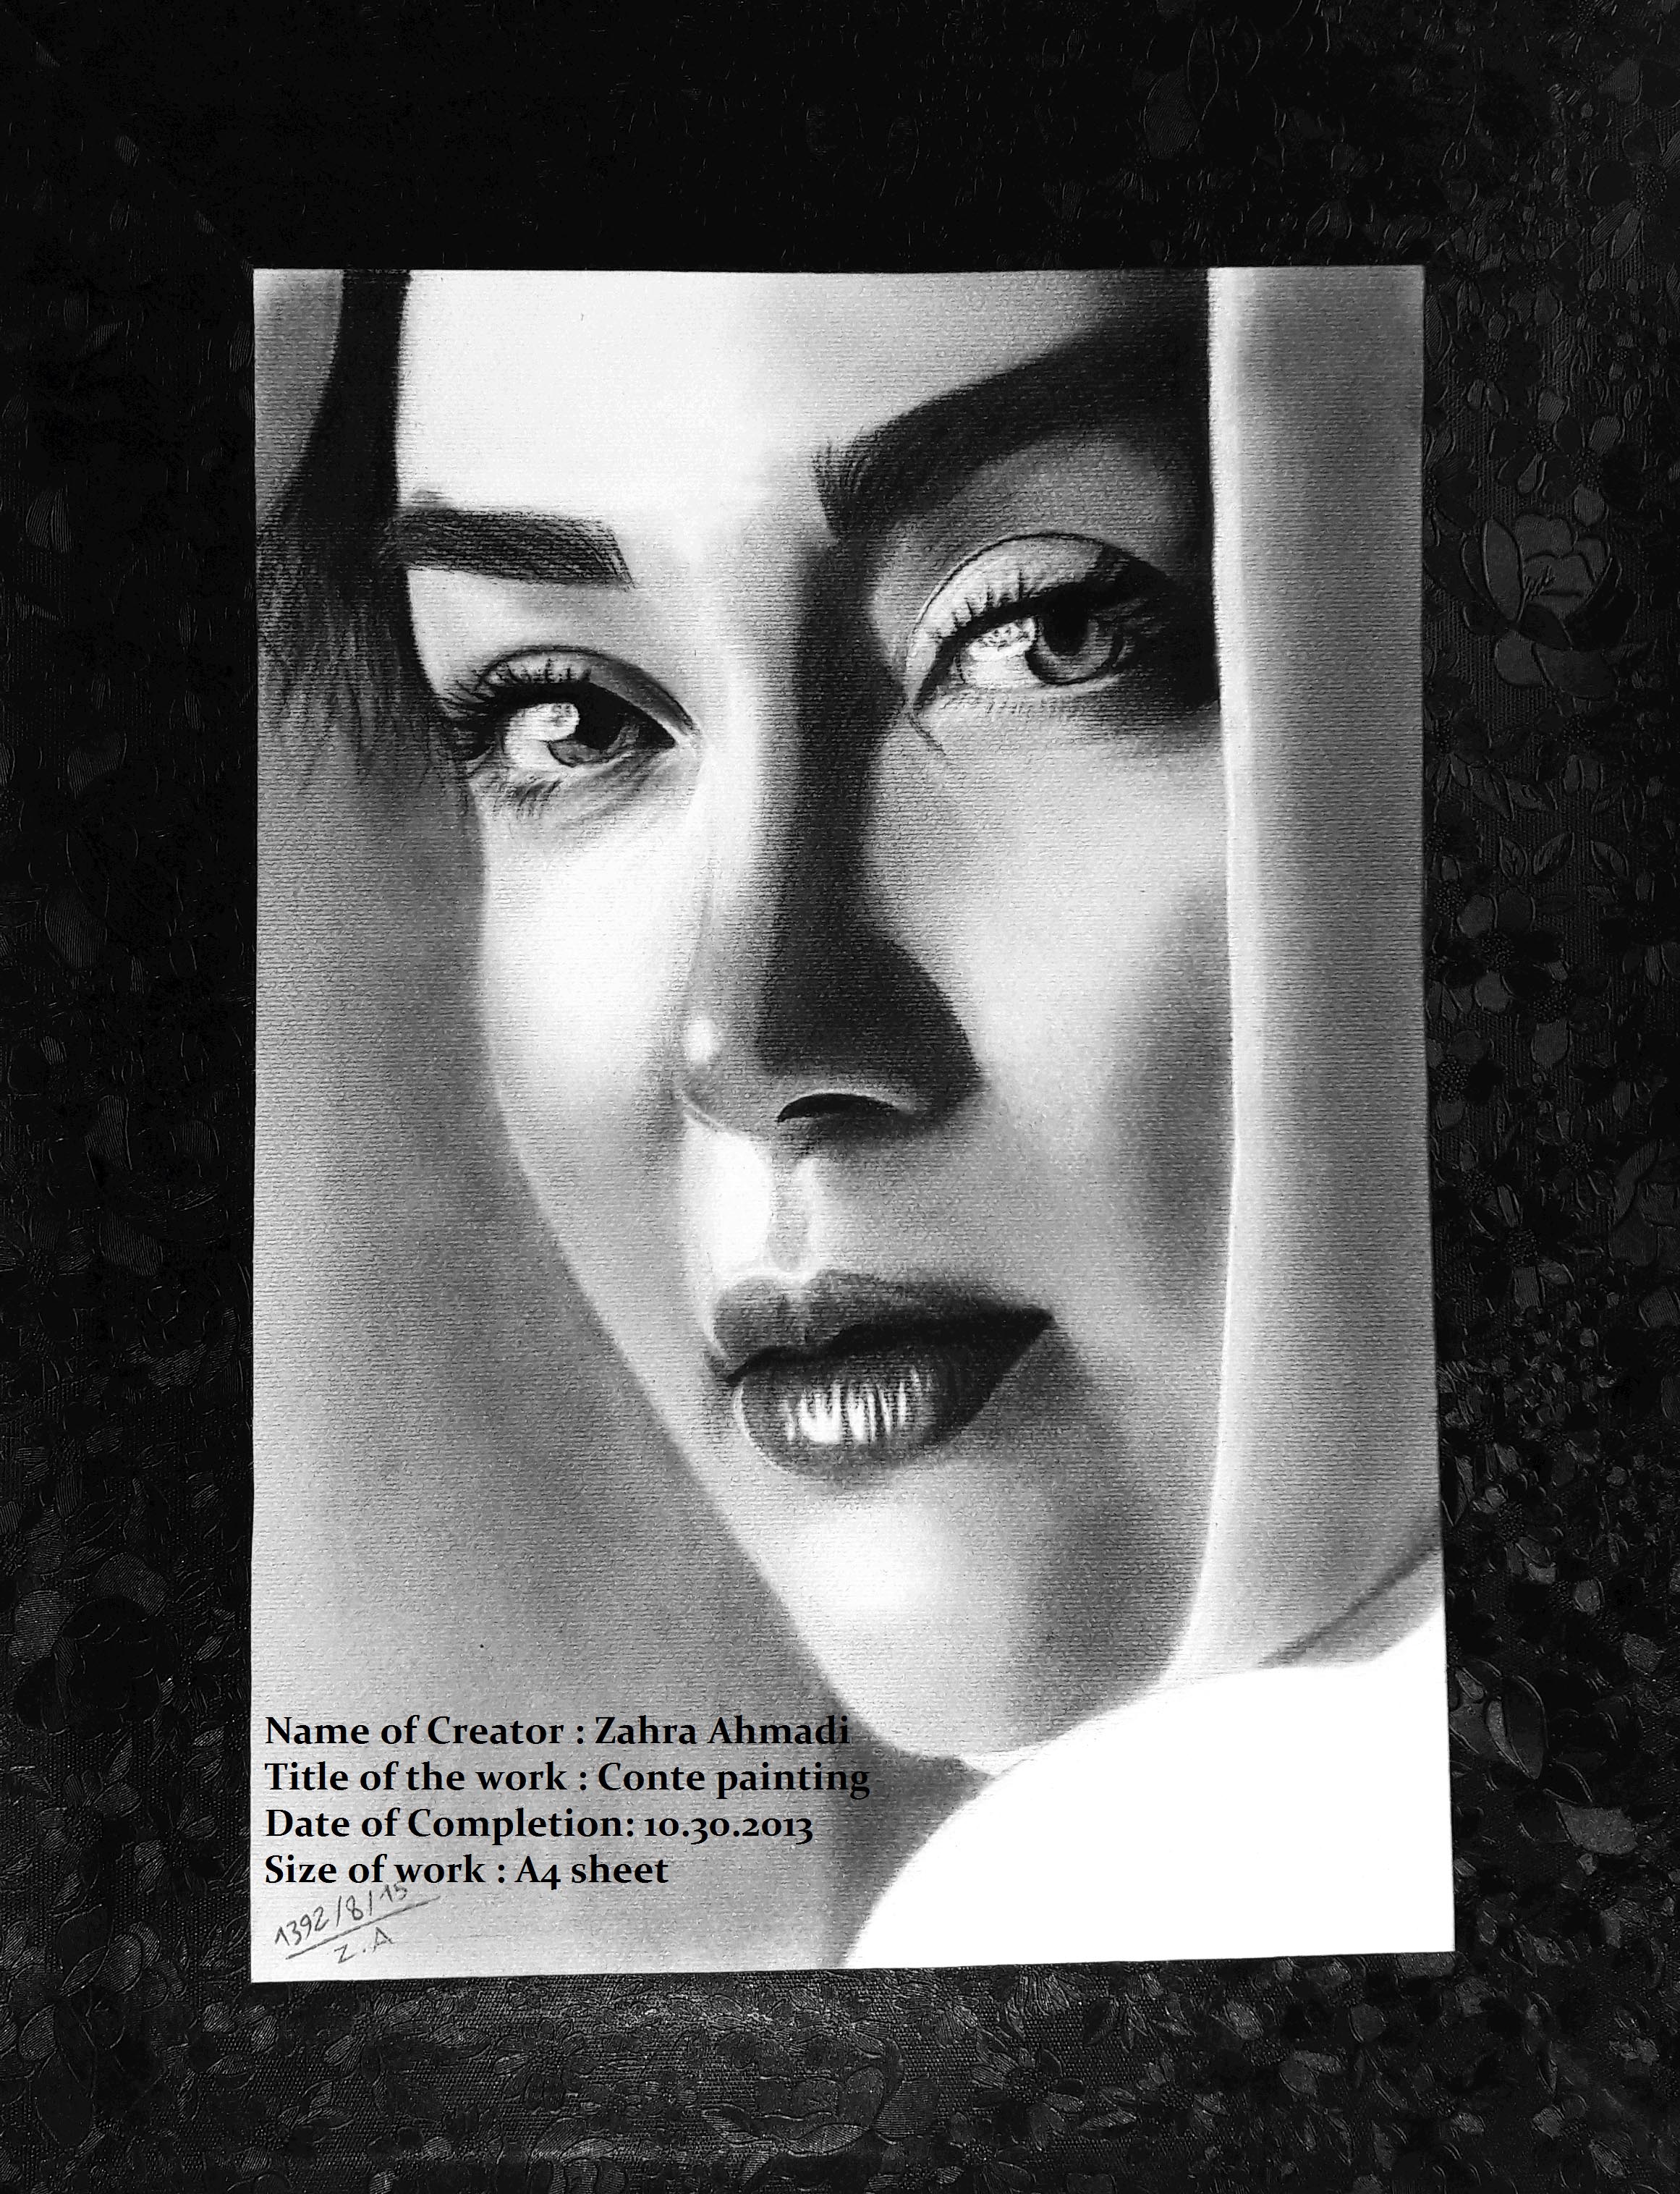 Name of Creator : Zahra Ahmadi
Title of the work : Conte painting
Date of Completion: 10.30.2013
Size of work : A4 sheet
1392/8/15
Z.A